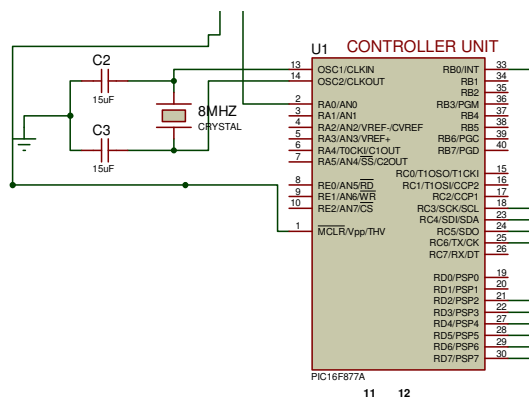 U1
CONTROLLER UNIT
C2
15uF
C3
15uF
8MHZ
CRYSTAL
13 OSC1/CLKIN
14 OSC2/CLKOUT
2 RA0/AN0
3 RA1/AN1
4 RA2/AN2/VREF-/CVREF
5 RA3/AN3/VREF+
6 RA4/T0CKI/C1OUT
7 RA5/AN4/SS/C2OUT
8 RE0/AN5/RD
9 RE1/AN6/WR
10 RE2/AN7/CS
1 MCLR/Vpp/THV
RB0/INT 33
RB1 34
RB2 35
RB3/PGM 36
RB4 37
RB5 38
RB6/PGC 39
RB7/PGD 40
RC0/T1OSO/T1CKI 15
RC1/T1OSI/CCP2 16
RC2/CCP1 17
RC3/SCK/SCL 18
RC4/SDI/SDA 23
RC5/SDO 24
RC6/TX/CK 25
RC7/RX/DT 26
RD0/PSP0 19
RD1/PSP1 20
RD2/PSP2 21
RD3/PSP3 22
RD4/PSP4 27
RD5/PSP5 28
RD6/PSP6 29
RD7/PSP7 30
PIC16F877A
11 12